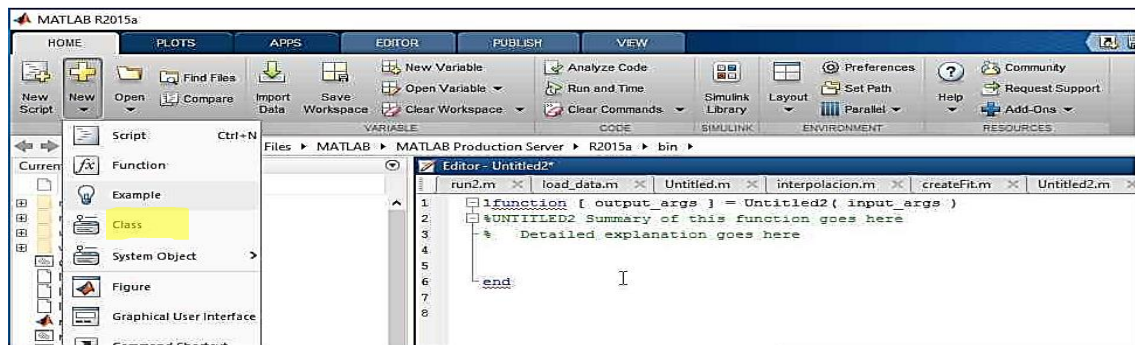 MATLAB R2015a
HOME PLOTS APPS EDITOR PUBLISH VIEW
New Script
New
Open
Find Files
Compare
Import Data
Save Workspace
New Variable
Open Variable
Clear Workspace
Analyze Code
Run and Time
Clear Commands
Simulink Library
Layout
Preferences
Set Path
Parallel
Help
Community
Request Support
Add-Ons
VARIABLE CODE SIMULINK ENVIRONMENT RESOURCES
Files MATLAB MATLAB Production Server R2015a bin
Script Ctrl+N
fx Function
Example
Class
System Object
Figure
Graphical User Interface
Curren
Editor - Untitled2*
run2.m load_data.m Untitled.m interpolacion.m createFit.m Untitled2.m
1 1function [ output_args ] = Untitled2( input_args )
2 %UNTITLED2 Summary of this function goes here
3 % Detailed explanation goes here
4
5
6 end
7
8